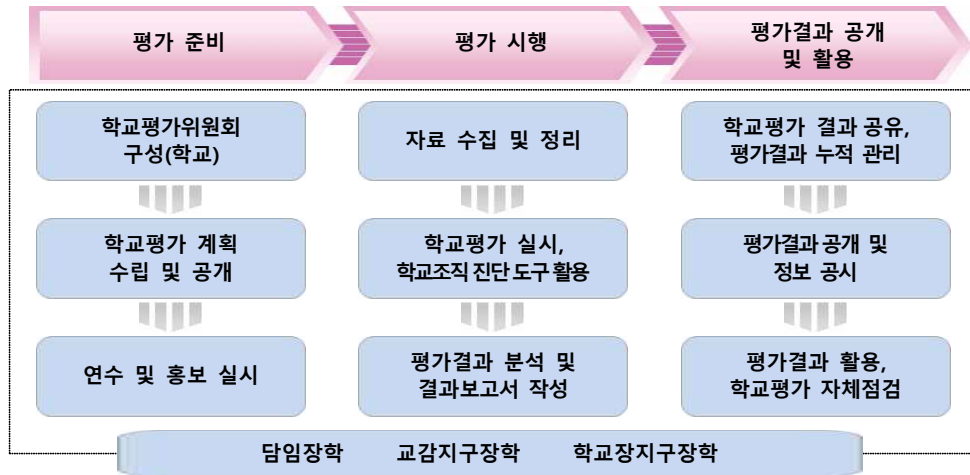 평가 준비
평가 시행
평가결과 공개
및 활용
학교평가위원회
구성(학교)
자료 수집 및 정리
학교평가 결과 공유,
평가결과 누적 관리
학교평가 계획
수립 및 공개
학교평가 실시,
학교조직 진단 도구 활용
평가결과 공개 및
정보 공시
연수 및 홍보 실시
평가결과 분석 및
결과보고서 작성
평가결과 활용,
학교평가 자체점검
담임장학 교감지구장학 학교장지구장학